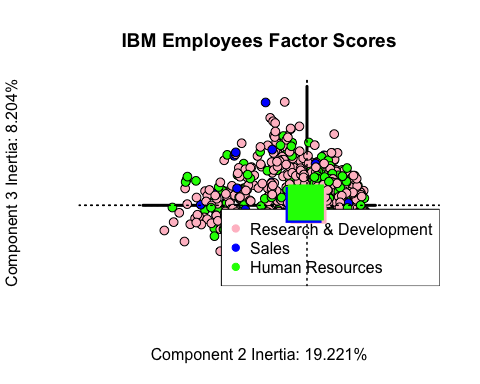 IBM Employees Factor Scores
Component 3 Inertia: 8.204%
Research & Development
Sales
Human Resources
Component 2 Inertia: 19.221%